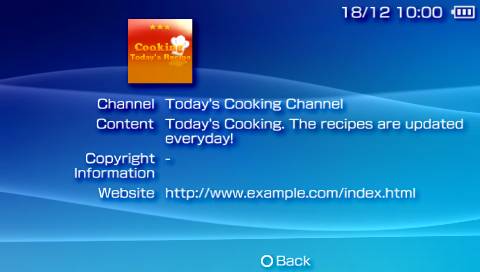 18/12 10:00
Cooking
Today's Recipe
Channel Today's Cooking Channel
Content Today's Cooking. The recipes are updated
everyday!
Copyright -
Information
Website http://www.example.com/index.html
Back